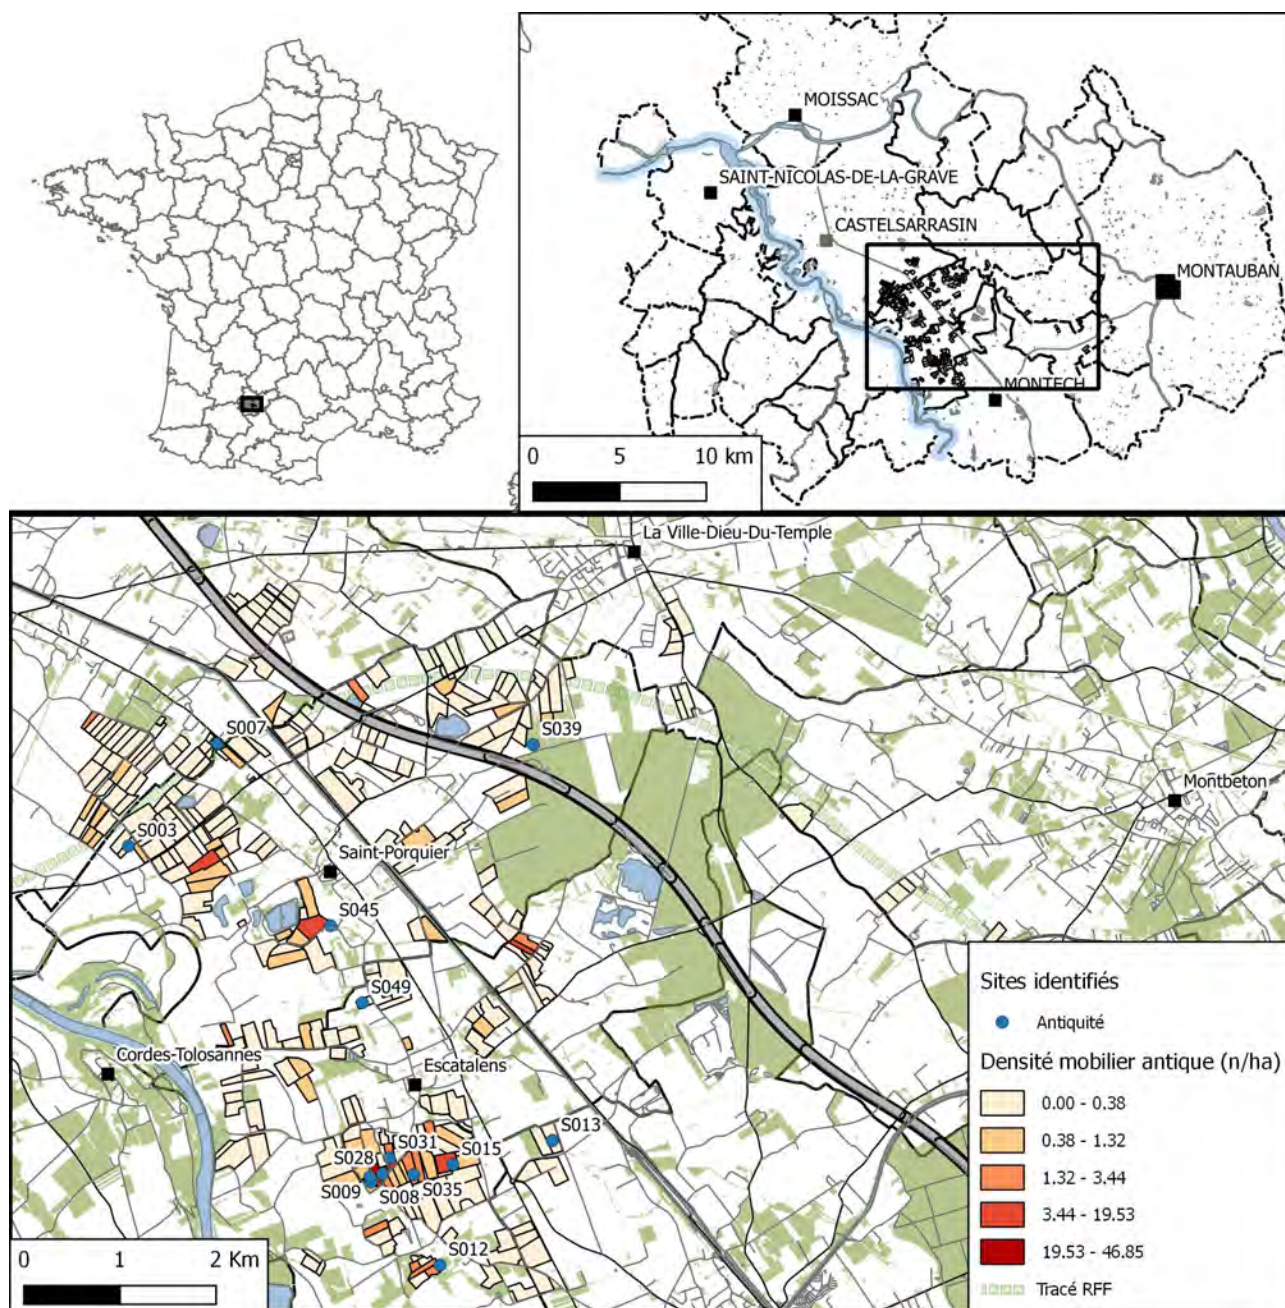 MOISSAC
SAINT-NICOLAS-DE-LA-GRAVE
CASTELSARRASIN
MONTAUBAN
MONTECH
0 5 10 km
La Ville-Dieu-Du-Temple
S007
S039
Montbeton
S003
Saint-Porquier
S045
S049
Cordes-Tolosannes
Escatalens
S013
S031
S028
S015
S009
S008
S035
S012
0 1 2 Km
Sites identifiés
Antiquité
Densité mobilier antique (n/ha)
0.00 - 0.38
0.38 - 1.32
1.32 - 3.44
3.44 - 19.53
19.53 - 46.85
Tracé RFF